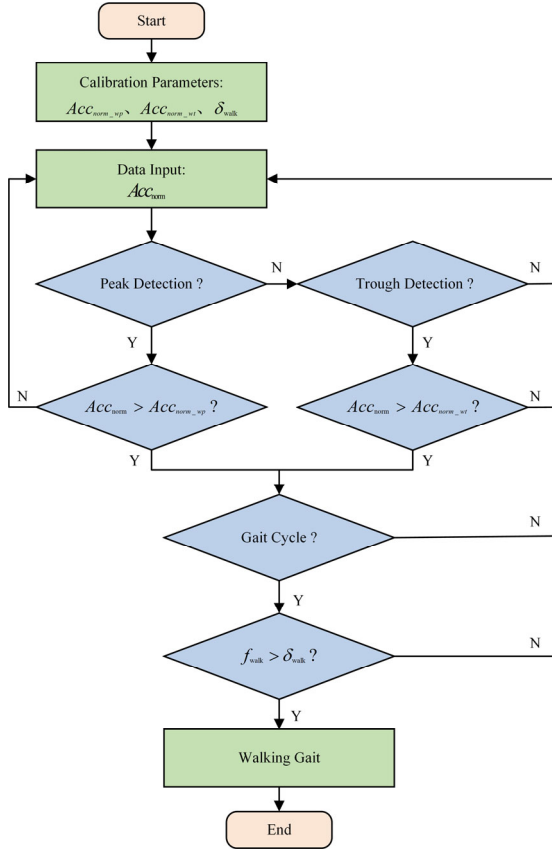 Start
Calibration Parameters:
Acc_norm_wp、Acc_norm_wt、δ_walk
Data Input:
Acc_norm
Peak Detection ?
N
Trough Detection ?
N
Y
Y
N
Acc_norm > Acc_norm_wp ?
Acc_norm > Acc_norm_wt ?
N
Y
Y
Gait Cycle ?
N
Y
f_walk > δ_walk ?
N
Y
Walking Gait
End